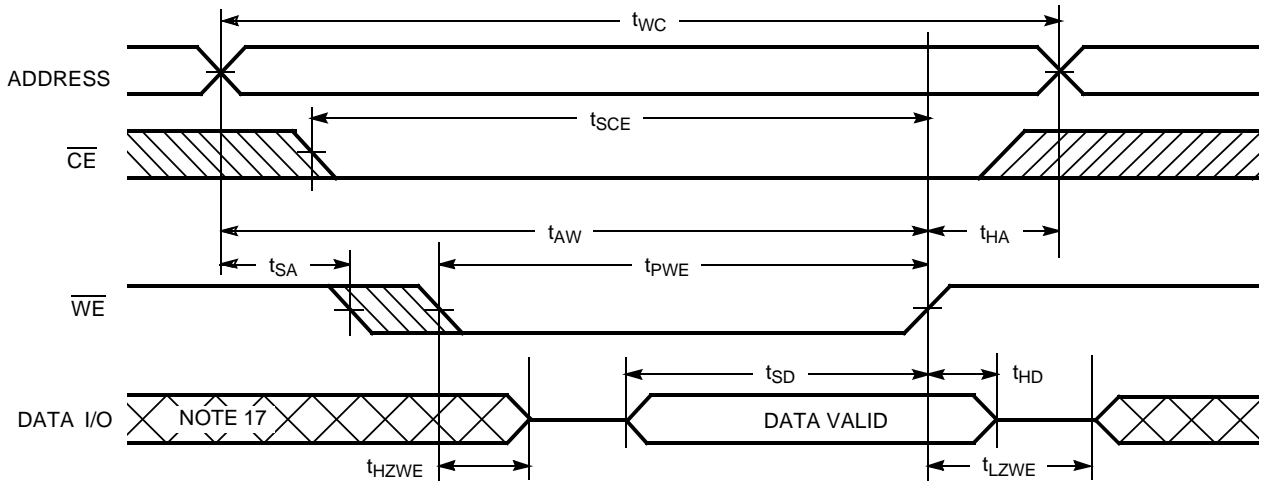 tWC
ADDRESS
tSCE
CE
tAW
tHA
tSA
tPWE
WE
tSD
tHD
DATA I/O
NOTE 17
DATA VALID
tHZWE
tLZWE